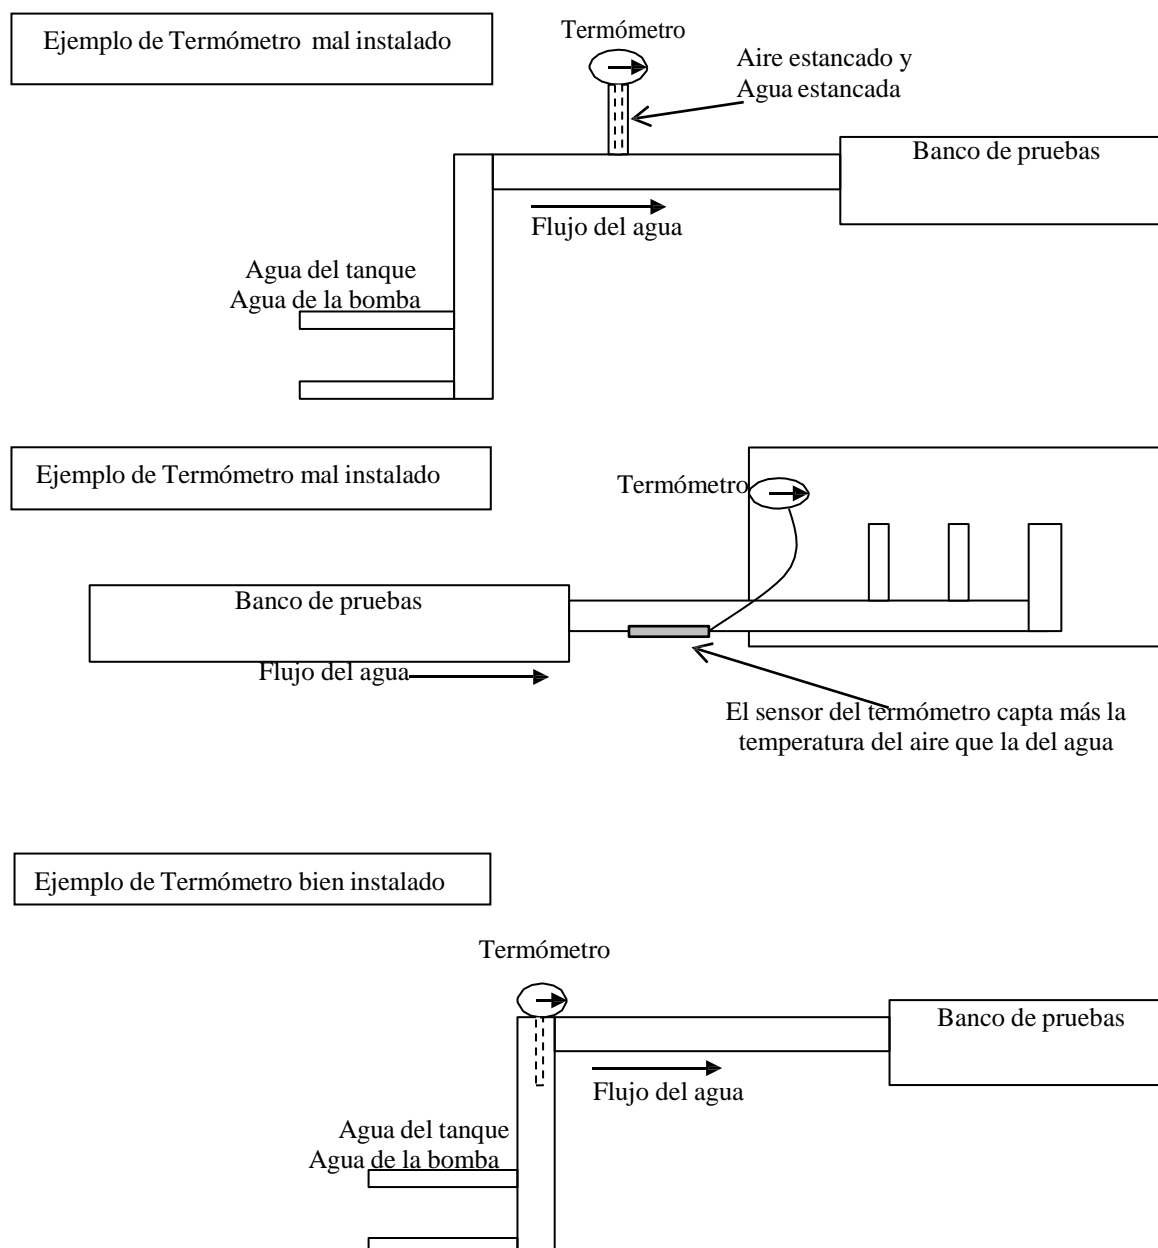 Ejemplo de Termómetro mal instalado
Termómetro
Aire estancado y
Agua estancada
Banco de pruebas
Flujo del agua
Agua del tanque
Agua de la bomba
Ejemplo de Termómetro mal instalado
Termómetro
Banco de pruebas
Flujo del agua
El sensor del termómetro capta más la
temperatura del aire que la del agua
Ejemplo de Termómetro bien instalado
Termómetro
Banco de pruebas
Flujo del agua
Agua del tanque
Agua de la bomba